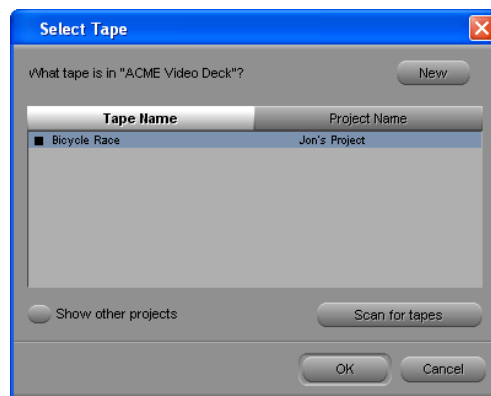 Select Tape
What tape is in "ACME Video Deck"?
New
Tape Name Project Name
Bicycle Race Jon's Project
Show other projects
Scan for tapes
OK Cancel